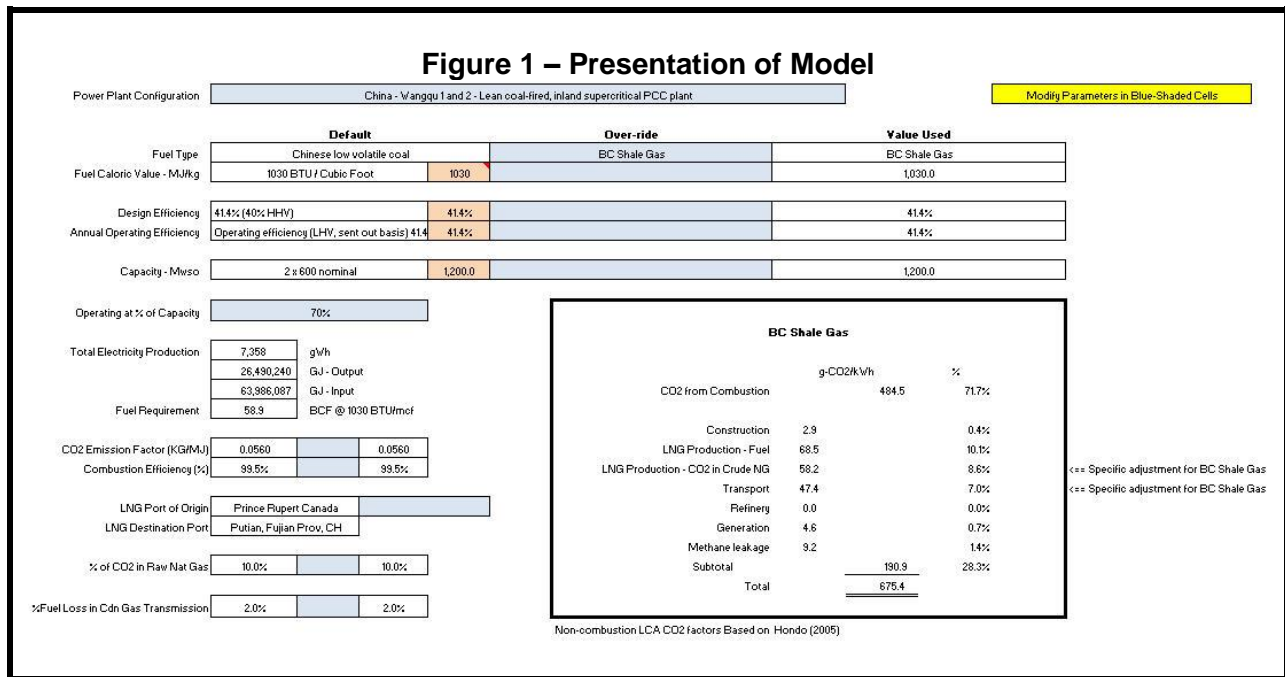 Figure 1 – Presentation of Model
Power Plant Configuration China - Wangqu 1 and 2 - Lean coal-fired, inland supercritical PCC plant Modify Parameters in Blue-Shaded Cells
Default Over-ride Value Used
Fuel Type Chinese low volatile coal BC Shale Gas BC Shale Gas
Fuel Caloric Value - MJ/kg 1030 BTU / Cubic Foot 1030 1,030.0
Design Efficiency 41.4% (40% HHV) 41.4% 41.4%
Annual Operating Efficiency Operating efficiency (LHV, sent out basis) 41.4 41.4% 41.4%
Capacity - Mwso 2 x 600 nominal 1,200.0 1,200.0
Operating at % of Capacity 70%
BC Shale Gas
Total Electricity Production 7,358 gWh
g-CO2/kWh %
26,490,240 GJ - Output
63,986,087 GJ - Input
CO2 from Combustion 484.5 71.7%
Fuel Requirement 58.9 BCF @ 1030 BTU/mcf
Construction 2.9 0.4%
CO2 Emission Factor (KG/MJ) 0.0560 0.0560
LNG Production - Fuel 68.5 10.1%
Combustion Efficiency (%) 99.5% 99.5%
LNG Production - CO2 in Crude NG 58.2 8.6% <== Specific adjustment for BC Shale Gas
Transport 47.4 7.0% <== Specific adjustment for BC Shale Gas
LNG Port of Origin Prince Rupert Canada
Refinery 0.0 0.0%
LNG Destination Port Putian, Fujian Prov, CH
Generation 4.6 0.7%
Methane leakage 9.2 1.4%
% of CO2 in Raw Nat Gas 10.0% 10.0%
Subtotal 190.9 28.3%
Total 675.4
%Fuel Loss in Cdn Gas Transmission 2.0% 2.0%
Non-combustion LCA CO2 factors Based on Hondo (2005)